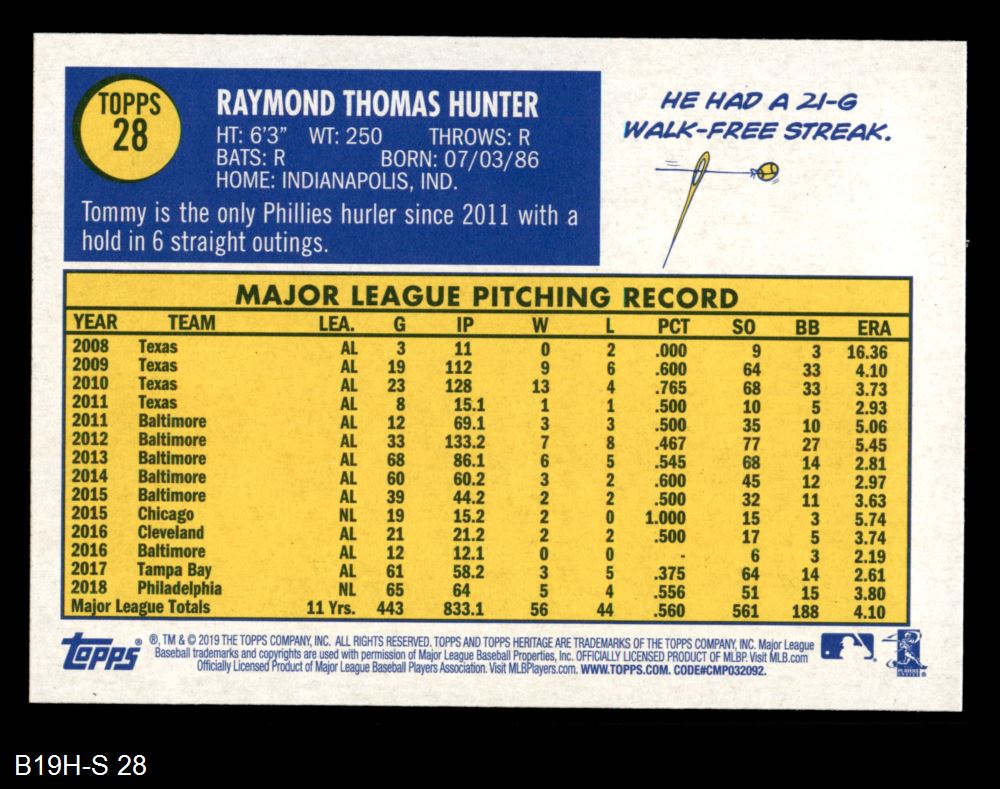 TOPPS
28
RAYMOND THOMAS HUNTER
HT: 6'3" WT: 250 THROWS: R
BATS: R BORN: 07/03/86
HOME: INDIANAPOLIS, IND.
Tommy is the only Phillies hurler since 2011 with a
hold in 6 straight outings.
HE HAD A 21-G
WALK-FREE STREAK.
MAJOR LEAGUE PITCHING RECORD
YEAR TEAM LEA. G IP W L PCT SO BB ERA
2008 Texas AL 3 11 0 2 .000 9 3 16.36
2009 Texas AL 19 112 9 6 .600 64 33 4.10
2010 Texas AL 23 128 13 4 .765 68 33 3.73
2011 Texas AL 8 15.1 1 1 .500 10 5 2.93
2011 Baltimore AL 12 69.1 3 3 .500 35 10 5.06
2012 Baltimore AL 33 133.2 7 8 .467 77 27 5.45
2013 Baltimore AL 68 86.1 6 5 .545 68 14 2.81
2014 Baltimore AL 60 60.2 3 2 .600 45 12 2.97
2015 Baltimore AL 39 44.2 2 2 .500 32 11 3.63
2015 Chicago NL 19 15.2 2 0 1.000 15 3 5.74
2016 Cleveland AL 21 21.2 2 2 .500 17 5 3.74
2016 Baltimore AL 12 12.1 0 0 - 6 3 2.19
2017 Tampa Bay AL 61 58.2 3 5 .375 64 14 2.61
2018 Philadelphia NL 65 64 5 4 .556 51 15 3.80
Major League Totals 11 Yrs. 443 833.1 56 44 .560 561 188 4.10
Topps ®
®, TM & © 2019 THE TOPPS COMPANY, INC. ALL RIGHTS RESERVED. TOPPS AND TOPPS HERITAGE ARE TRADEMARKS OF THE TOPPS COMPANY, INC. Major League
Baseball trademarks and copyrights are used with permission of Major League Baseball Properties, Inc. OFFICIALLY LICENSED PRODUCT OF MLBP. Visit MLB.com
Officially Licensed Product of Major League Baseball Players Association. Visit MLBPlayers.com. WWW.TOPPS.COM. CODE#CMP032092.
B19H-S 28